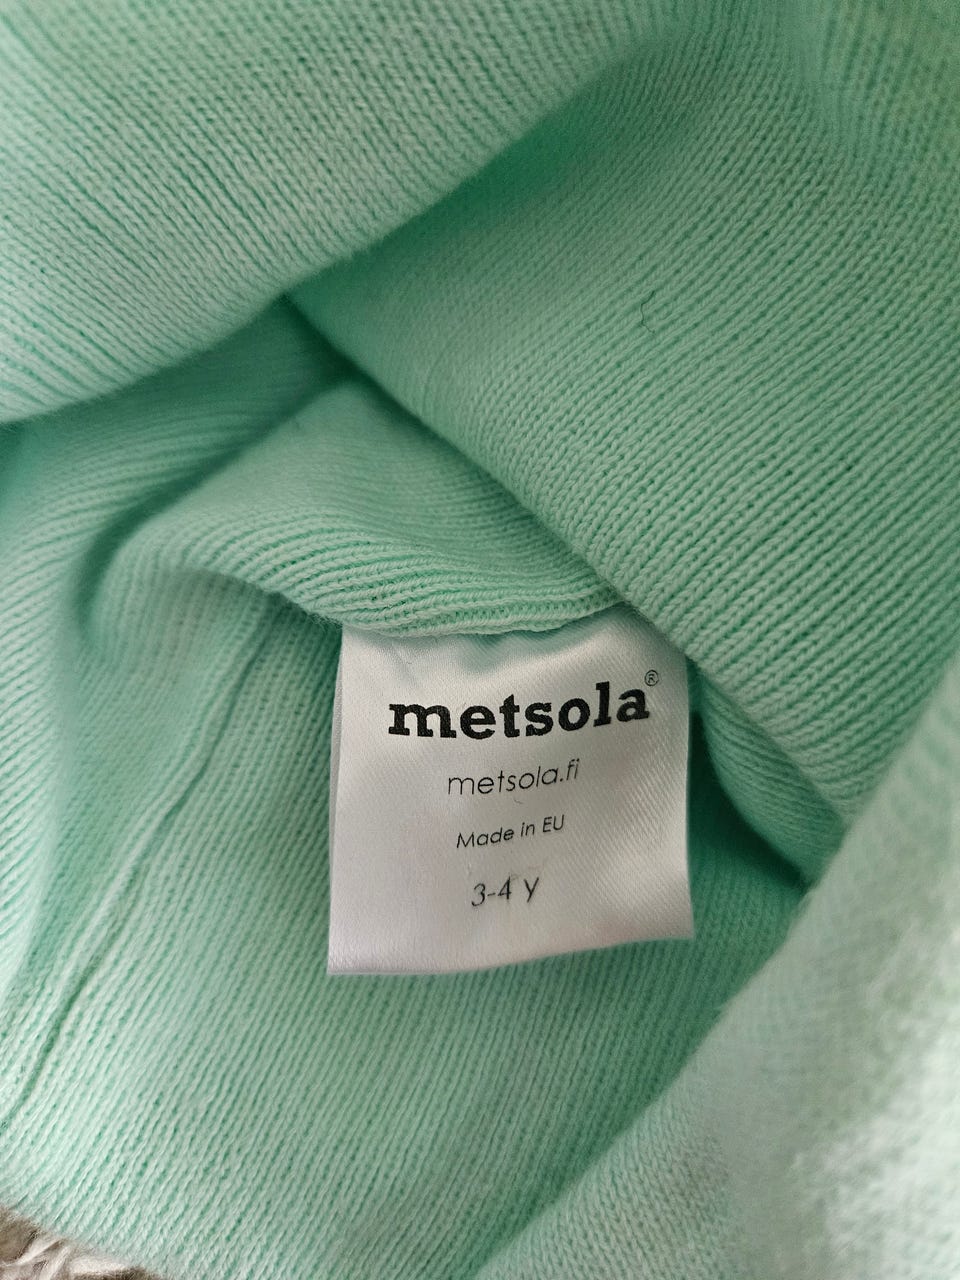 metsola®
metsola.fi
Made in EU
3-4 y